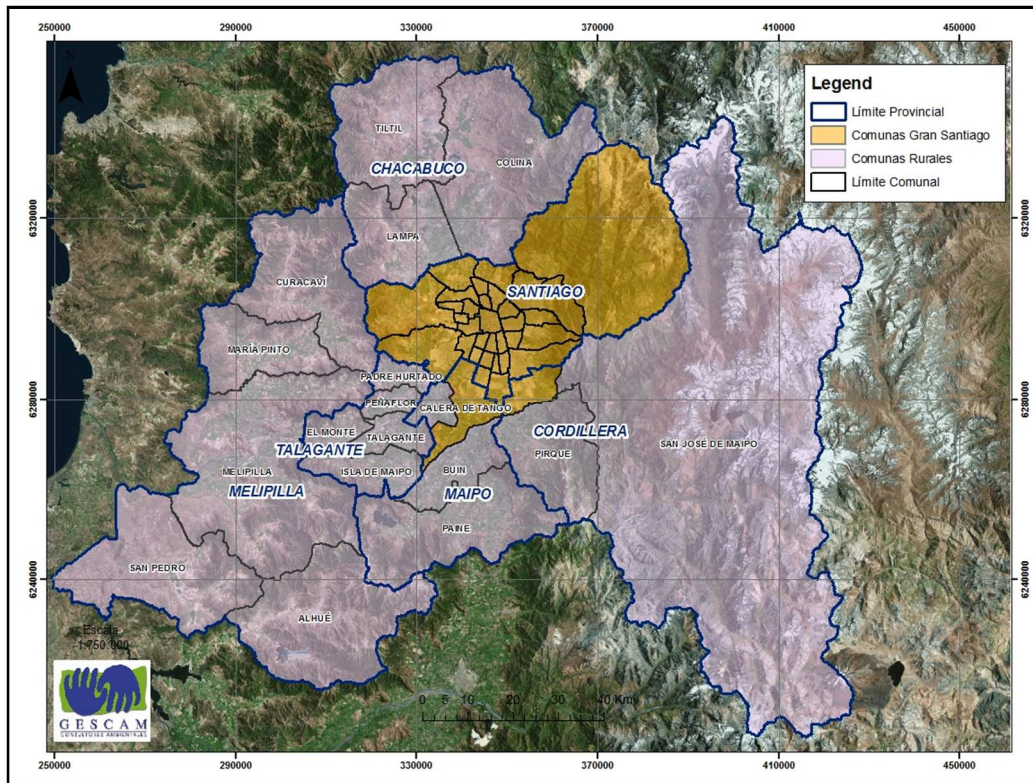 250000 290000 330000 370000 410000 450000
N
Legend
Límite Provincial
Comunas Gran Santiago
Comunas Rurales
Límite Comunal
6320000 6320000
6280000 6280000
6240000 6240000
TILTIL
CHACABUCO
COLINA
LAMPA
CURACAVÍ
SANTIAGO
MARÍA PINTO
PADRE HURTADO
PEÑAFLOR
CALERA DE TANGO
EL MONTE
TALAGANTE
CORDILLERA
SAN JOSÉ DE MAIPO
TALAGANTE
PIRQUE
MELIPILLA
ISLA DE MAIPO
BUIN
MELIPILLA
MAIPO
PAINE
SAN PEDRO
ALHUÉ
Escala
1:750.000
GESCAM
CONSULTORES AMBIENTALES
0 5 10 20 30 40 Km.
250000 290000 330000 370000 410000 450000